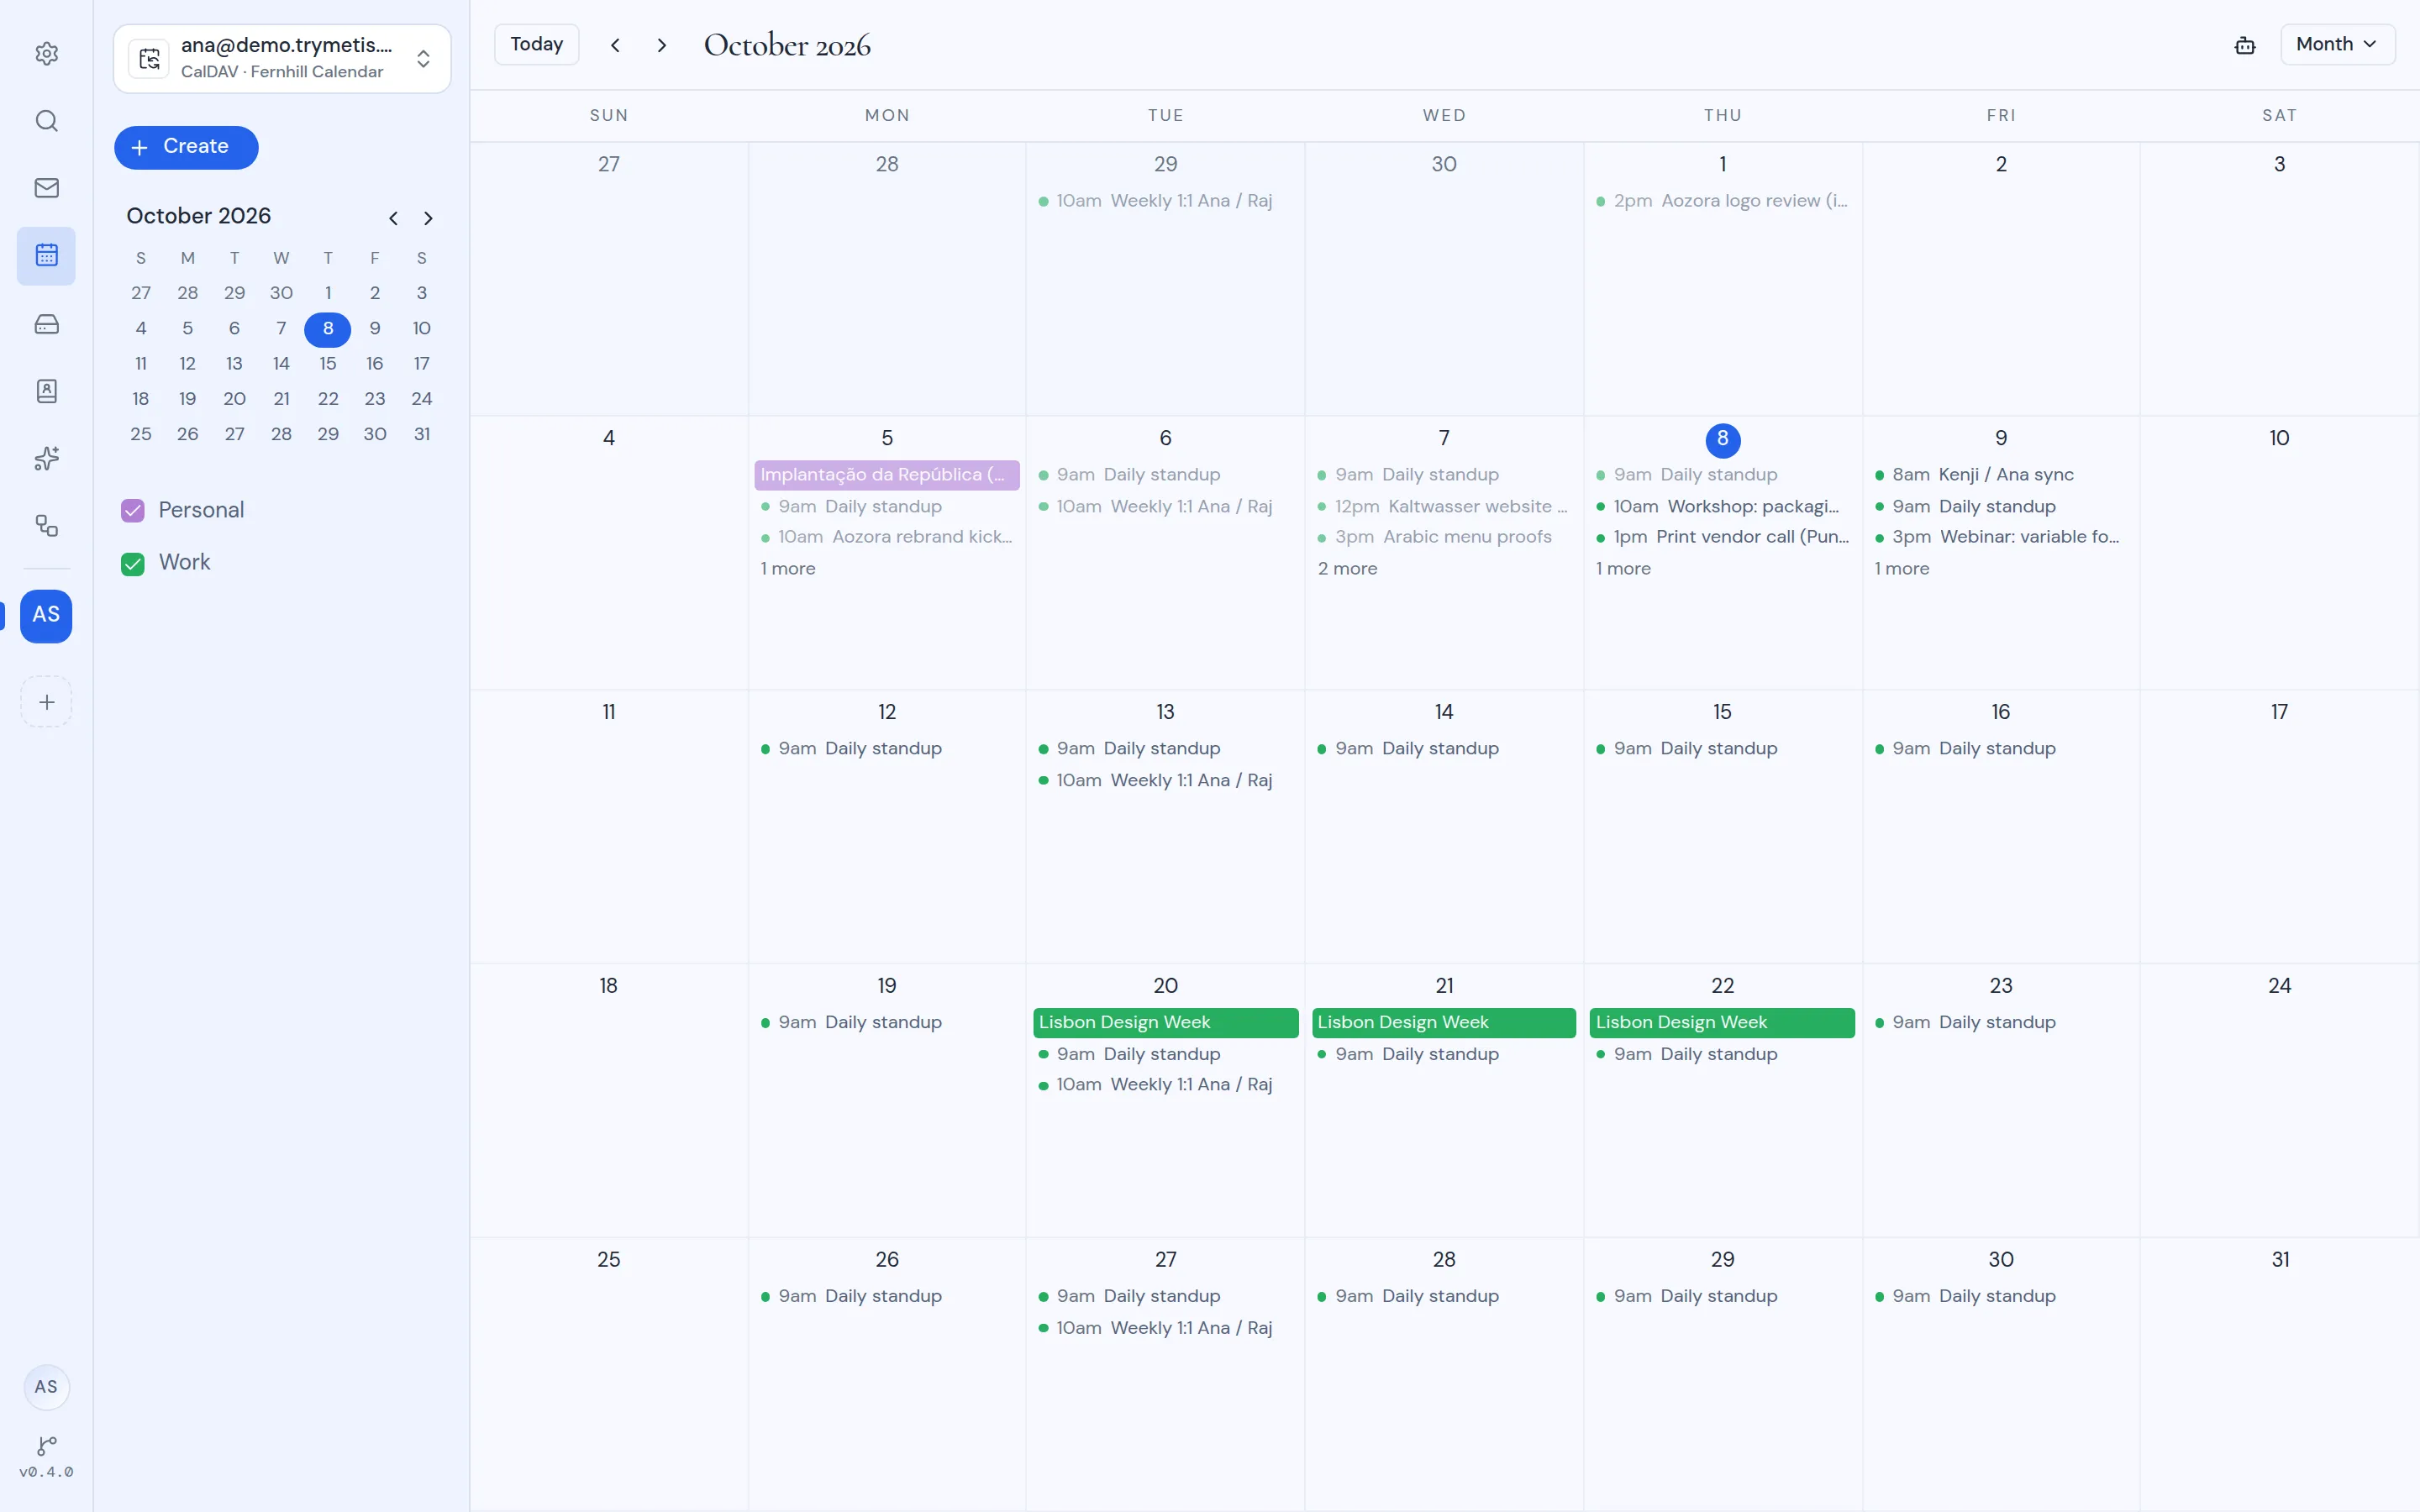 ana@demo.trymetis....
CalDAV · Fernhill Calendar
Create
October 2026
S M T W T F S
27 28 29 30 1 2 3
4 5 6 7 8 9 10
11 12 13 14 15 16 17
18 19 20 21 22 23 24
25 26 27 28 29 30 31
Personal
Work
AS
AS
v0.4.0
Today
October 2026
Month
SUN MON TUE WED THU FRI SAT
27 28 29 30 1 2 3
10am Weekly 1:1 Ana / Raj
2pm Aozora logo review (i...
4 5 6 7 8 9 10
Implantação da República (...
9am Daily standup
10am Aozora rebrand kick...
1 more
9am Daily standup
10am Weekly 1:1 Ana / Raj
9am Daily standup
12pm Kaltwasser website ...
3pm Arabic menu proofs
2 more
9am Daily standup
10am Workshop: packagi...
1pm Print vendor call (Pun...
1 more
8am Kenji / Ana sync
9am Daily standup
3pm Webinar: variable fo...
1 more
11 12 13 14 15 16 17
9am Daily standup
9am Daily standup
10am Weekly 1:1 Ana / Raj
9am Daily standup
9am Daily standup
9am Daily standup
18 19 20 21 22 23 24
9am Daily standup
Lisbon Design Week
9am Daily standup
10am Weekly 1:1 Ana / Raj
Lisbon Design Week
9am Daily standup
Lisbon Design Week
9am Daily standup
9am Daily standup
25 26 27 28 29 30 31
9am Daily standup
9am Daily standup
10am Weekly 1:1 Ana / Raj
9am Daily standup
9am Daily standup
9am Daily standup